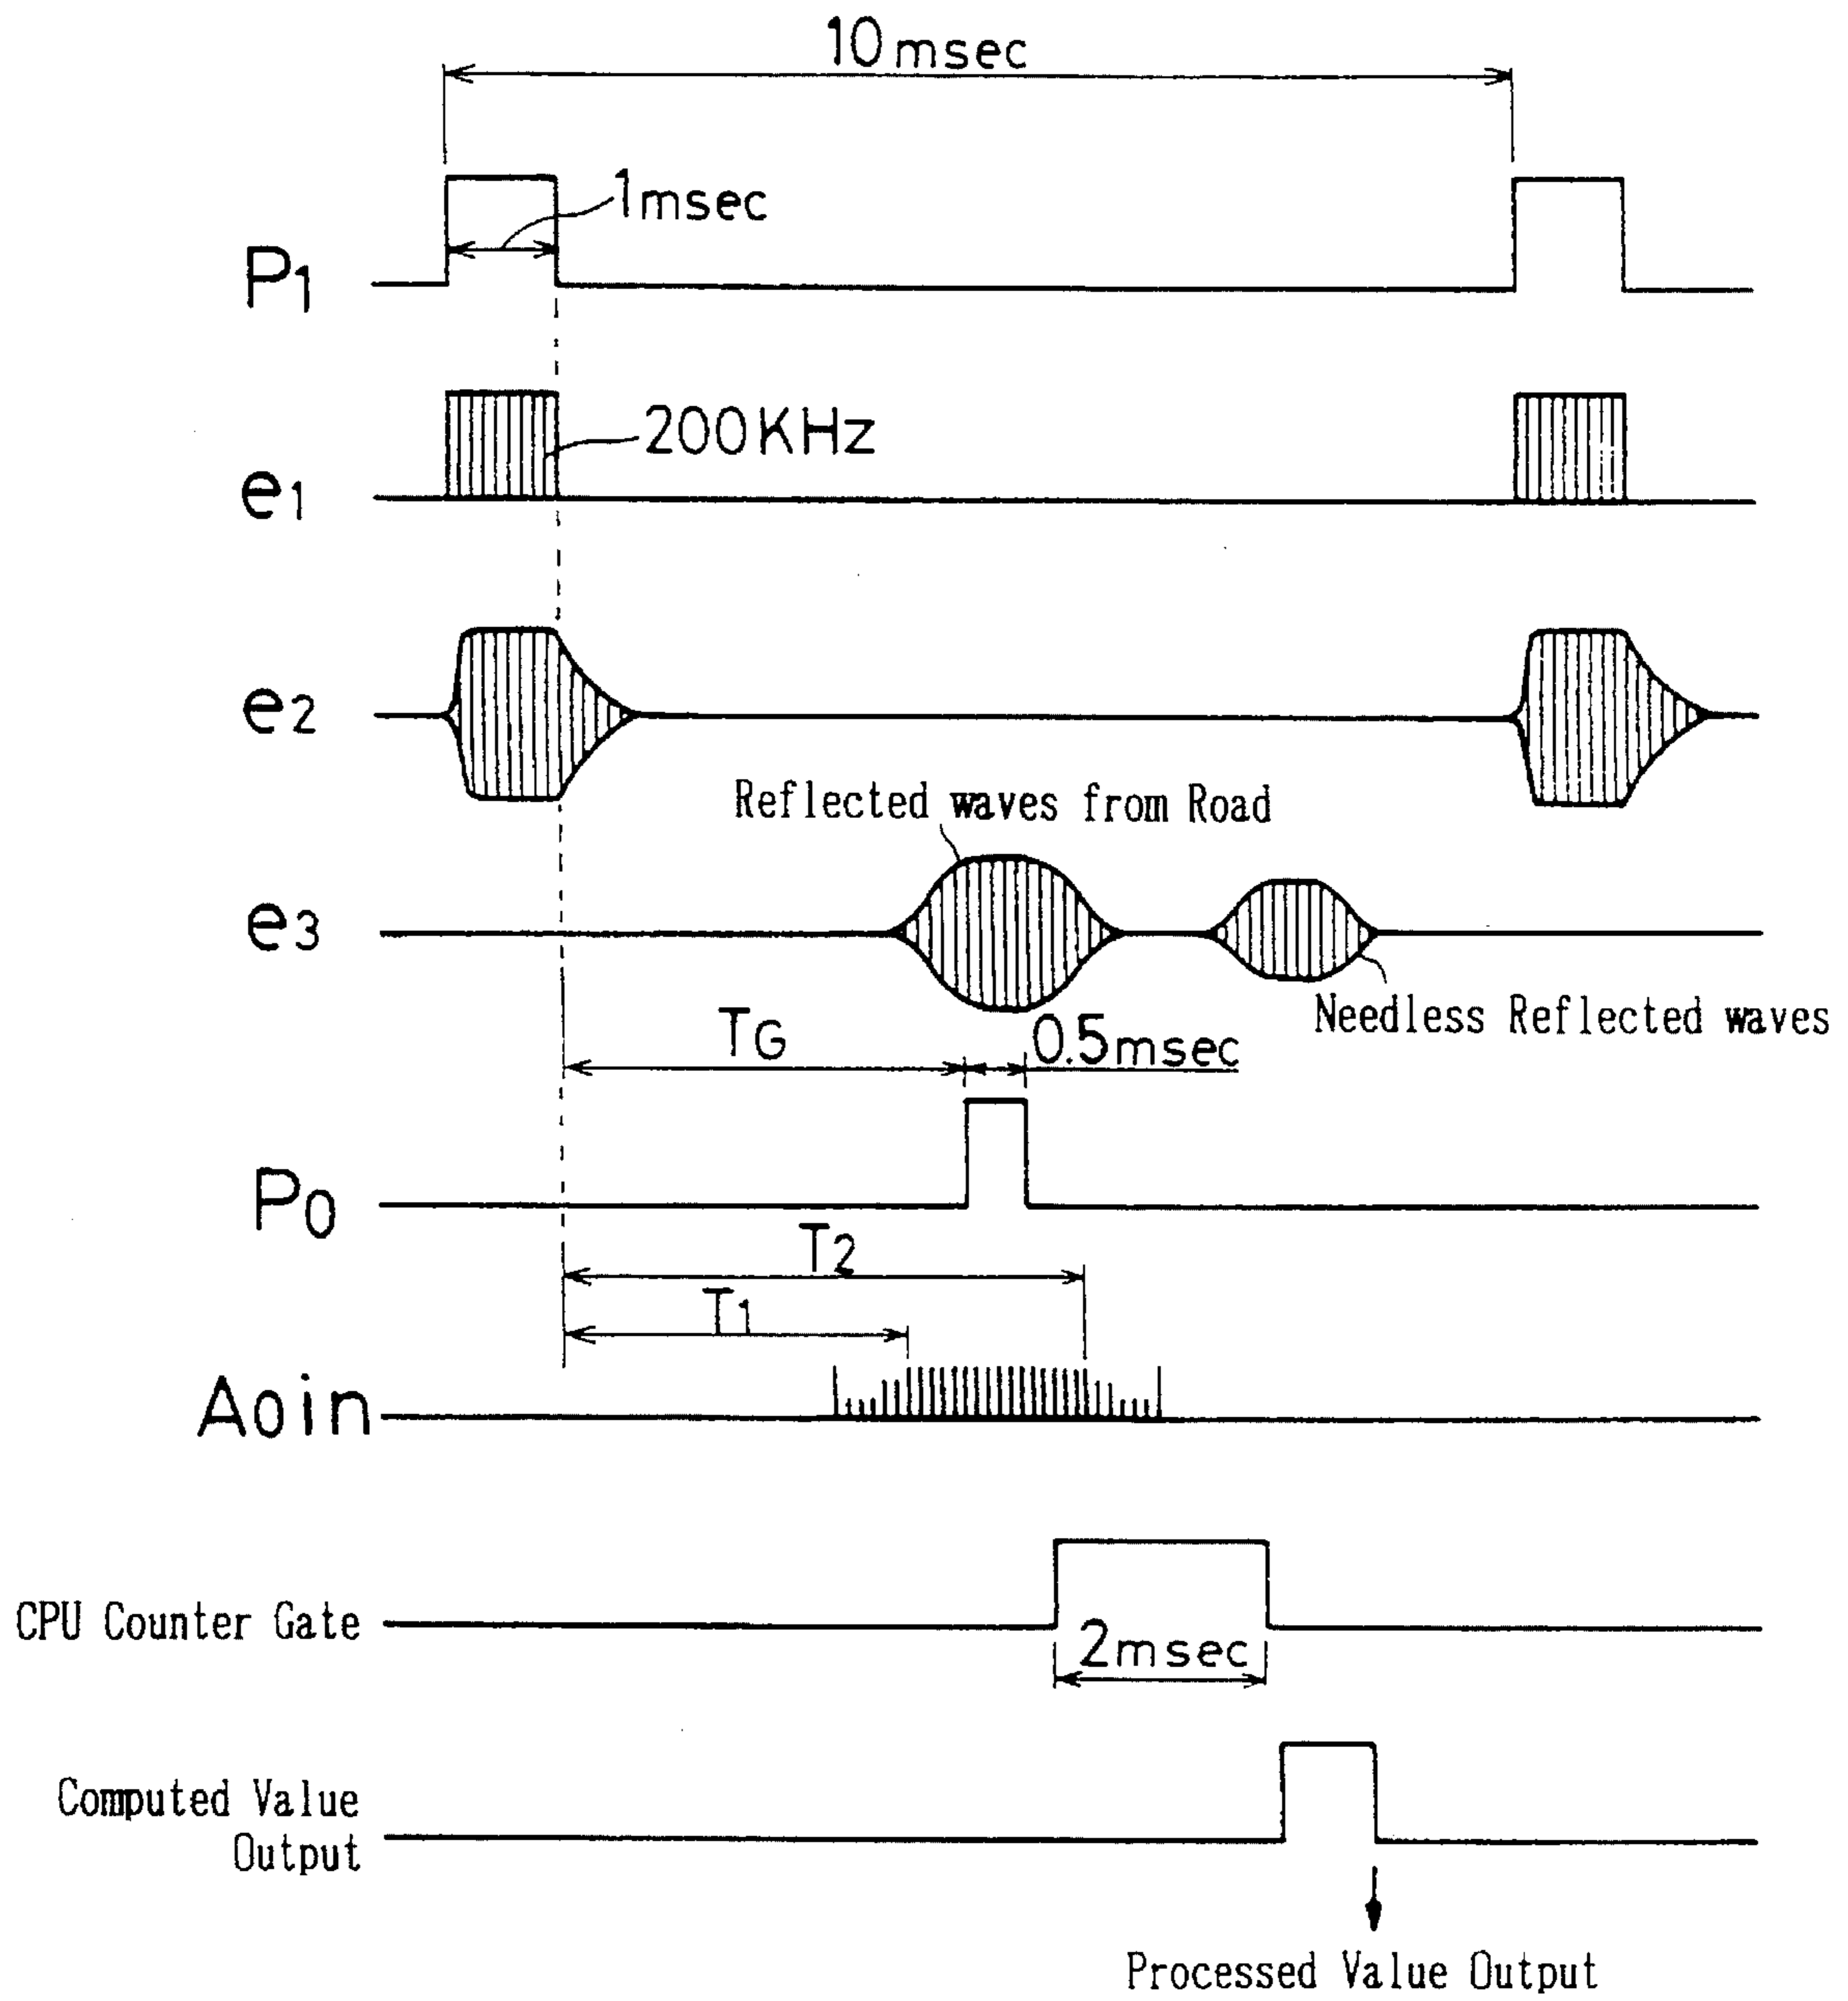 10msec
1msec
P1
200KHz
e1
e2
Reflected waves from Road
e3
Needless Reflected waves
TG
0.5msec
P0
T2
T1
Aoin
CPU Counter Gate
2msec
Computed Value
Output
Processed Value Output